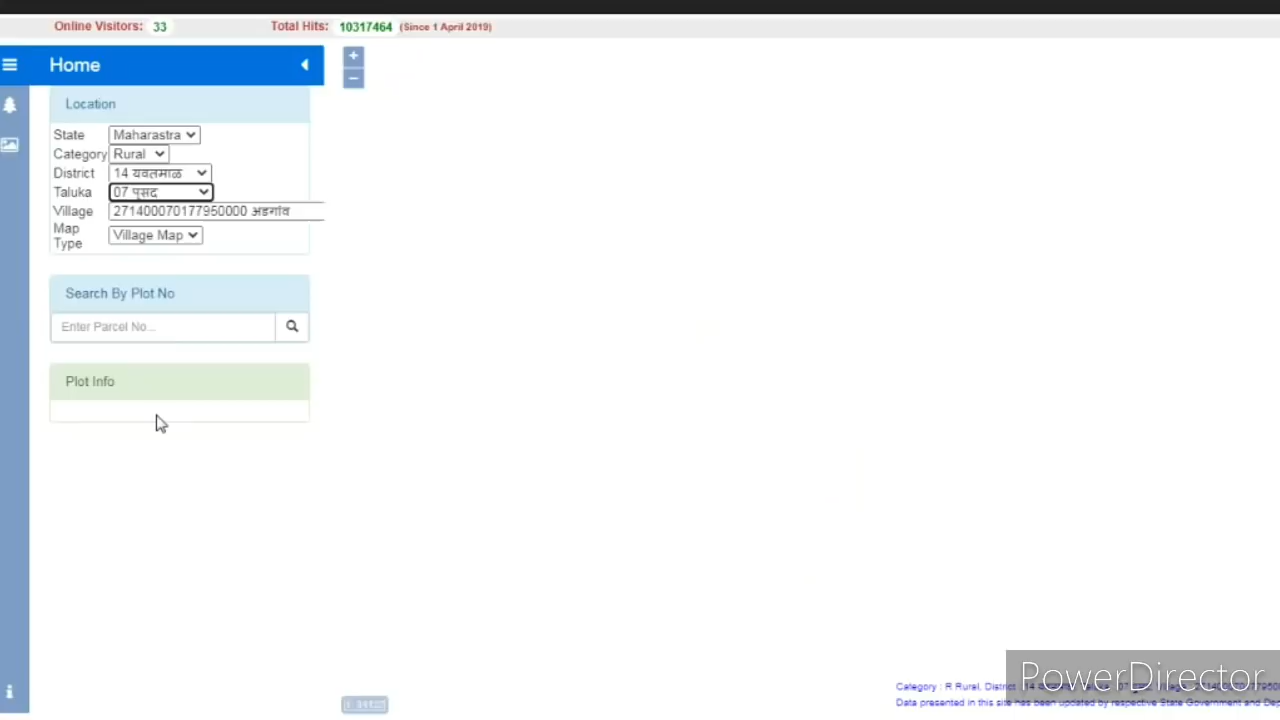 Online Visitors: 33 Total Hits: 10317464 (Since 1 April 2019)
Home
Location
State Maharastra
Category Rural
District 14 यवतमाळ
Taluka 07 पुसद
Village 271400070177950000 अडगांव
Map Type Village Map
Search By Plot No
Enter Parcel No...
Plot Info
PowerDirector
Category : R Rural, District
Data presented in this site has been updated by respective State Government and